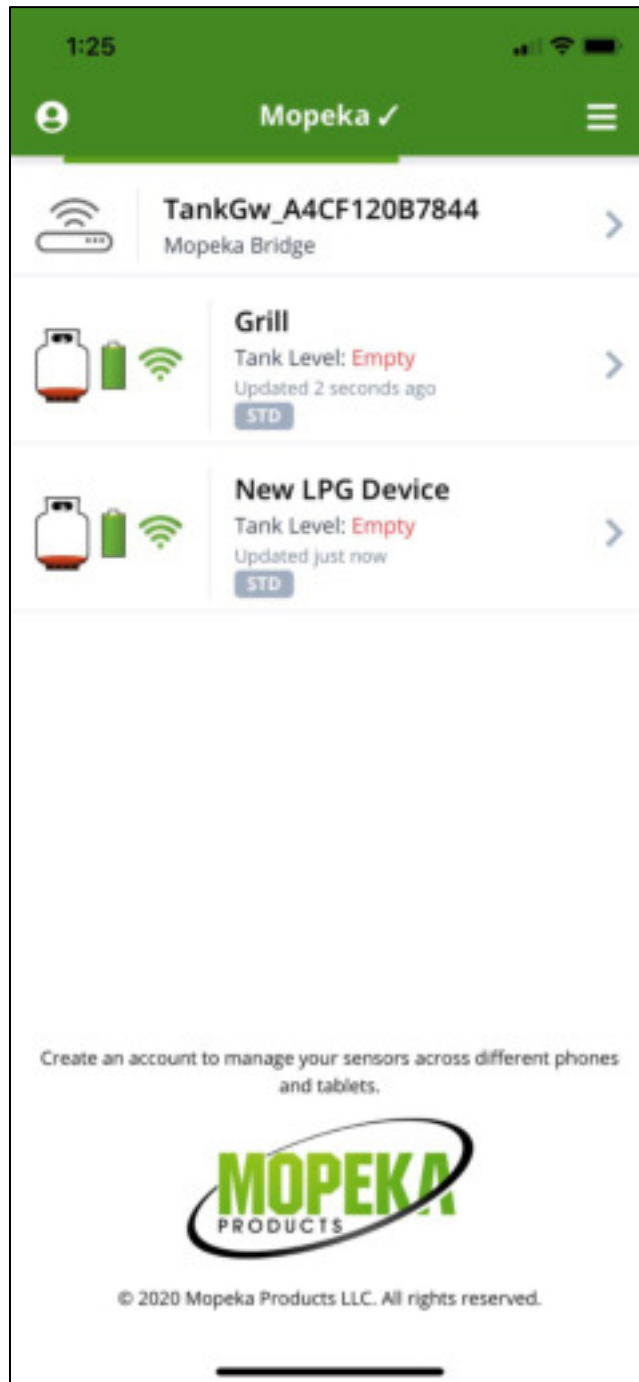 1:25
Mopeka ✓
TankGw_A4CF120B7844
Mopeka Bridge
Grill
Tank Level: Empty
Updated 2 seconds ago
STD
New LPG Device
Tank Level: Empty
Updated just now
STD
Create an account to manage your sensors across different phones
and tablets.
MOPEKA
PRODUCTS
© 2020 Mopeka Products LLC. All rights reserved.